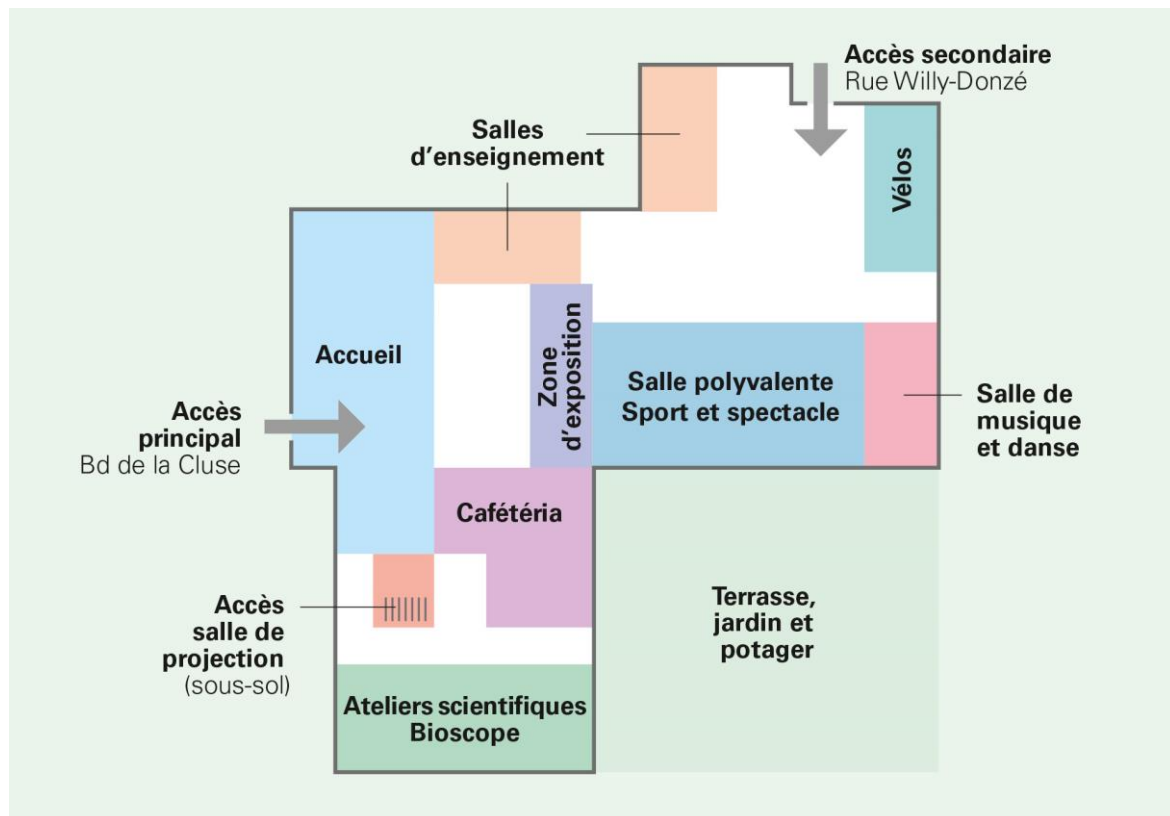 Accès secondaire
Rue Willy-Donzé
Salles
d’enseignement
Vélos
Accueil
Zone
d’exposition
Salle polyvalente
Sport et spectacle
Salle de
musique
et danse
Accès
principal
Bd de la Cluse
Cafétéria
Accès
salle de
projection
(sous-sol)
Terrasse,
jardin et
potager
Ateliers scientifiques
Bioscope